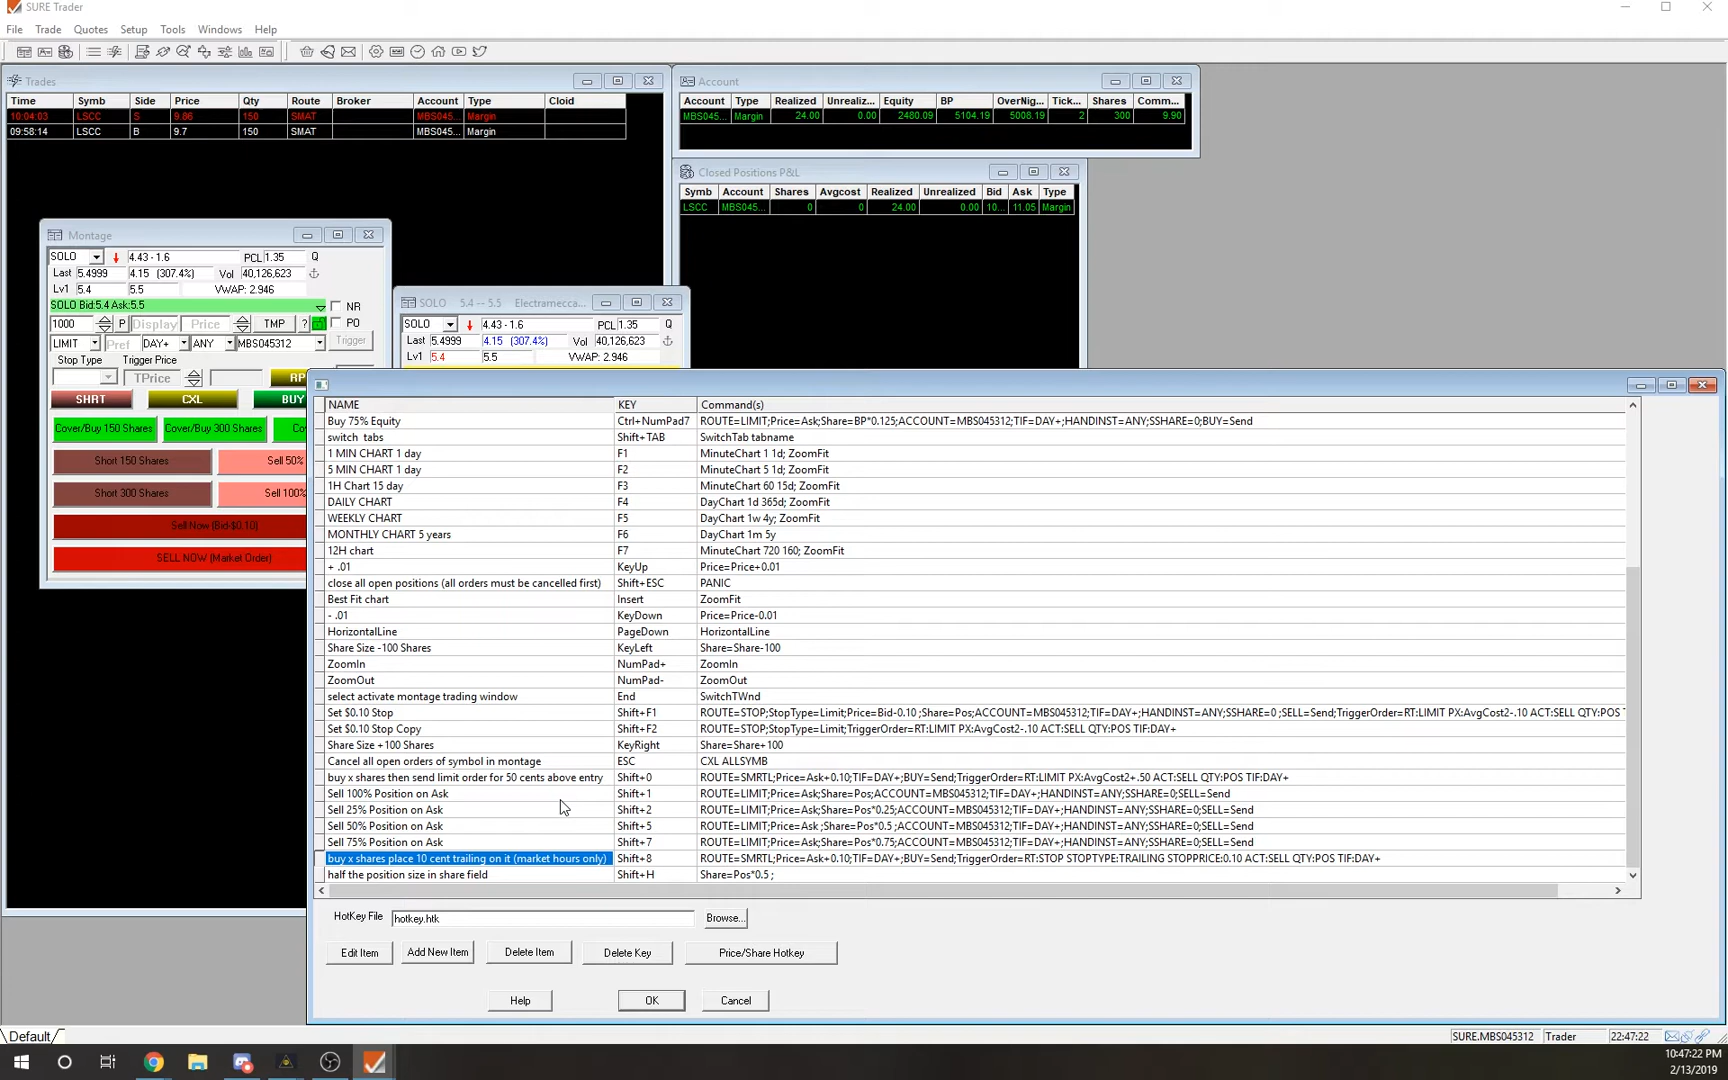 SURE Trader
File Trade Quotes Setup Tools Windows Help
Trades
Time Symb Side Price Qty Route Broker Account Type Cloid
10:04:03 LSCC S 9.86 150 SMAT MBS045... Margin
09:58:14 LSCC B 9.7 150 SMAT MBS045... Margin
Account
Account Type Realized Unrealiz... Equity BP OverNig... Tick... Shares Comm...
MBS045... Margin 24.00 0.00 2480.09 5104.19 5008.19 2 300 9.90
Closed Positions P&L
Symb Account Shares Avgcost Realized Unrealized Bid Ask Type
LSCC MBS045... 0 0 24.00 0.00 10... 11.05 Margin
Montage
SOLO 4.43 - 1.6 PCL 1.35 Q
Last 5.4999 4.15 (307.4%) Vol 40,126,623
Lv1 5.4 5.5 VWAP: 2.946
SOLO Bid:5.4 Ask:5.5 NR
1000 P Display Price TMP ? PO
LIMIT Pref DAY+ ANY MBS045312 Trigger
Stop Type Trigger Price
TPrice RP
SHRT CXL BUY
Cover/Buy 150 Shares Cover/Buy 300 Shares Co
Short 150 Shares Sell 50%
Short 300 Shares Sell 100%
Sell Now (Bid-$0.10)
SELL NOW (Market Order)
SOLO 5.4 -- 5.5 Electramecca...
SOLO 4.43 - 1.6 PCL 1.35 Q
Last 5.4999 4.15 (307.4%) Vol 40,126,623
Lv1 5.4 5.5 VWAP: 2.946
NAME KEY Command(s)
Buy 75% Equity Ctrl+NumPad7 ROUTE=LIMIT;Price=Ask;Share=BP*0.125;ACCOUNT=MBS045312;TIF=DAY+;HANDINST=ANY;SSHARE=0;BUY=Send
switch tabs Shift+TAB SwitchTab tabname
1 MIN CHART 1 day F1 MinuteChart 1 1d; ZoomFit
5 MIN CHART 1 day F2 MinuteChart 5 1d; ZoomFit
1H Chart 15 day F3 MinuteChart 60 15d; ZoomFit
DAILY CHART F4 DayChart 1d 365d; ZoomFit
WEEKLY CHART F5 DayChart 1w 4y; ZoomFit
MONTHLY CHART 5 years F6 DayChart 1m 5y
12H chart F7 MinuteChart 720 160; ZoomFit
+ .01 KeyUp Price=Price+0.01
close all open positions (all orders must be cancelled first) Shift+ESC PANIC
Best Fit chart Insert ZoomFit
- .01 KeyDown Price=Price-0.01
HorizontalLine PageDown HorizontalLine
Share Size -100 Shares KeyLeft Share=Share-100
ZoomIn NumPad+ ZoomIn
ZoomOut NumPad- ZoomOut
select activate montage trading window End SwitchTWnd
Set $0.10 Stop Shift+F1 ROUTE=STOP;StopType=Limit;Price=Bid-0.10 ;Share=Pos;ACCOUNT=MBS045312;TIF=DAY+;HANDINST=ANY;SSHARE=0 ;SELL=Send;TriggerOrder=RT:LIMIT PX:AvgCost2-.10 ACT:SELL QTY:POS T
Set $0.10 Stop Copy Shift+F2 ROUTE=STOP;StopType=Limit;TriggerOrder=RT:LIMIT PX:AvgCost2-.10 ACT:SELL QTY:POS TIF:DAY+
Share Size +100 Shares KeyRight Share=Share+100
Cancel all open orders of symbol in montage ESC CXL ALLSYMB
buy x shares then send limit order for 50 cents above entry Shift+0 ROUTE=SMRTL;Price=Ask+0.10;TIF=DAY+;BUY=Send;TriggerOrder=RT:LIMIT PX:AvgCost2+.50 ACT:SELL QTY:POS TIF:DAY+
Sell 100% Position on Ask Shift+1 ROUTE=LIMIT;Price=Ask;Share=Pos;ACCOUNT=MBS045312;TIF=DAY+;HANDINST=ANY;SSHARE=0;SELL=Send
Sell 25% Position on Ask Shift+2 ROUTE=LIMIT;Price=Ask;Share=Pos*0.25;ACCOUNT=MBS045312;TIF=DAY+;HANDINST=ANY;SSHARE=0;SELL=Send
Sell 50% Position on Ask Shift+5 ROUTE=LIMIT;Price=Ask ;Share=Pos*0.5 ;ACCOUNT=MBS045312;TIF=DAY+;HANDINST=ANY;SSHARE=0;SELL=Send
Sell 75% Position on Ask Shift+7 ROUTE=LIMIT;Price=Ask;Share=Pos*0.75;ACCOUNT=MBS045312;TIF=DAY+;HANDINST=ANY;SSHARE=0;SELL=Send
buy x shares place 10 cent trailing on it (market hours only) Shift+8 ROUTE=SMRTL;Price=Ask+0.10;TIF=DAY+;BUY=Send;TriggerOrder=RT:STOP STOPTYPE:TRAILING STOPPRICE:0.10 ACT:SELL QTY:POS TIF:DAY+
half the position size in share field Shift+H Share=Pos*0.5 ;
HotKey File hotkey.htk Browse...
Edit Item Add New Item Delete Item Delete Key Price/Share Hotkey
Help OK Cancel
Default SURE.MBS045312 Trader 22:47:22
10:47:22 PM
2/13/2019